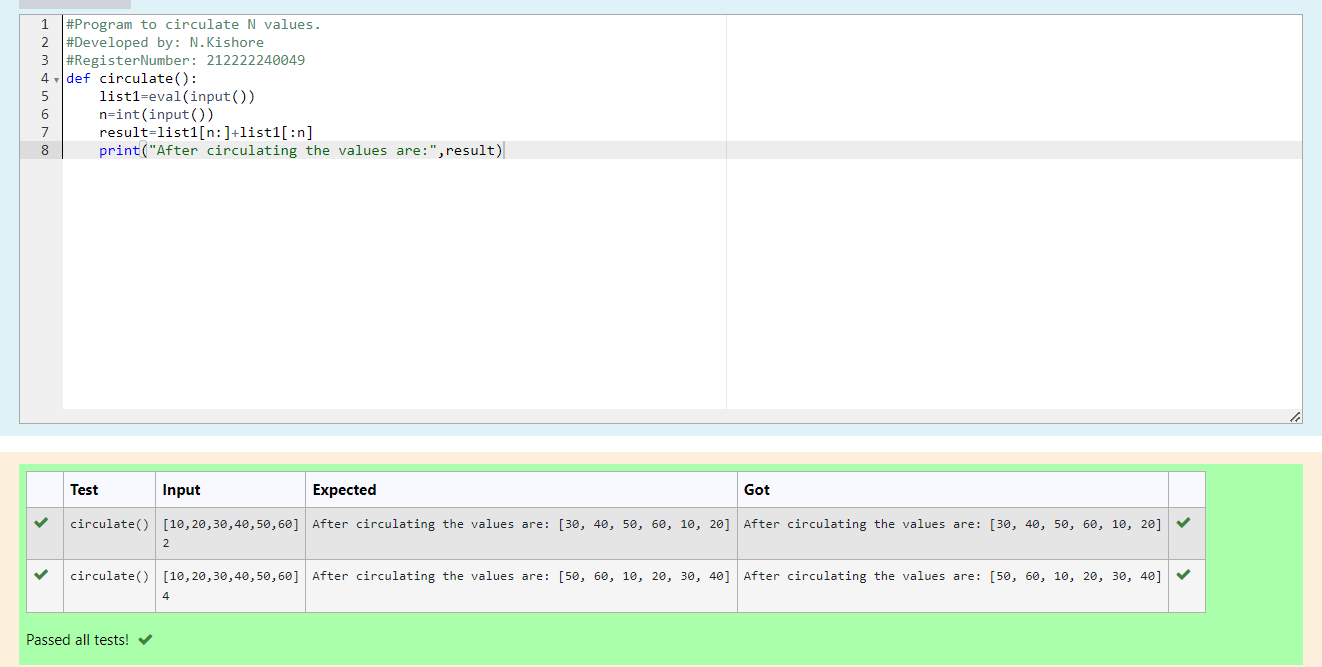 1 #Program to circulate N values.
2 #Developed by: N.Kishore
3 #RegisterNumber: 212222240049
4 def circulate():
5     list1=eval(input())
6     n=int(input())
7     result=list1[n:]+list1[:n]
8     print("After circulating the values are:",result)
Test Input Expected Got
circulate() [10,20,30,40,50,60] After circulating the values are: [30, 40, 50, 60, 10, 20] After circulating the values are: [30, 40, 50, 60, 10, 20]
2
circulate() [10,20,30,40,50,60] After circulating the values are: [50, 60, 10, 20, 30, 40] After circulating the values are: [50, 60, 10, 20, 30, 40]
4
Passed all tests!